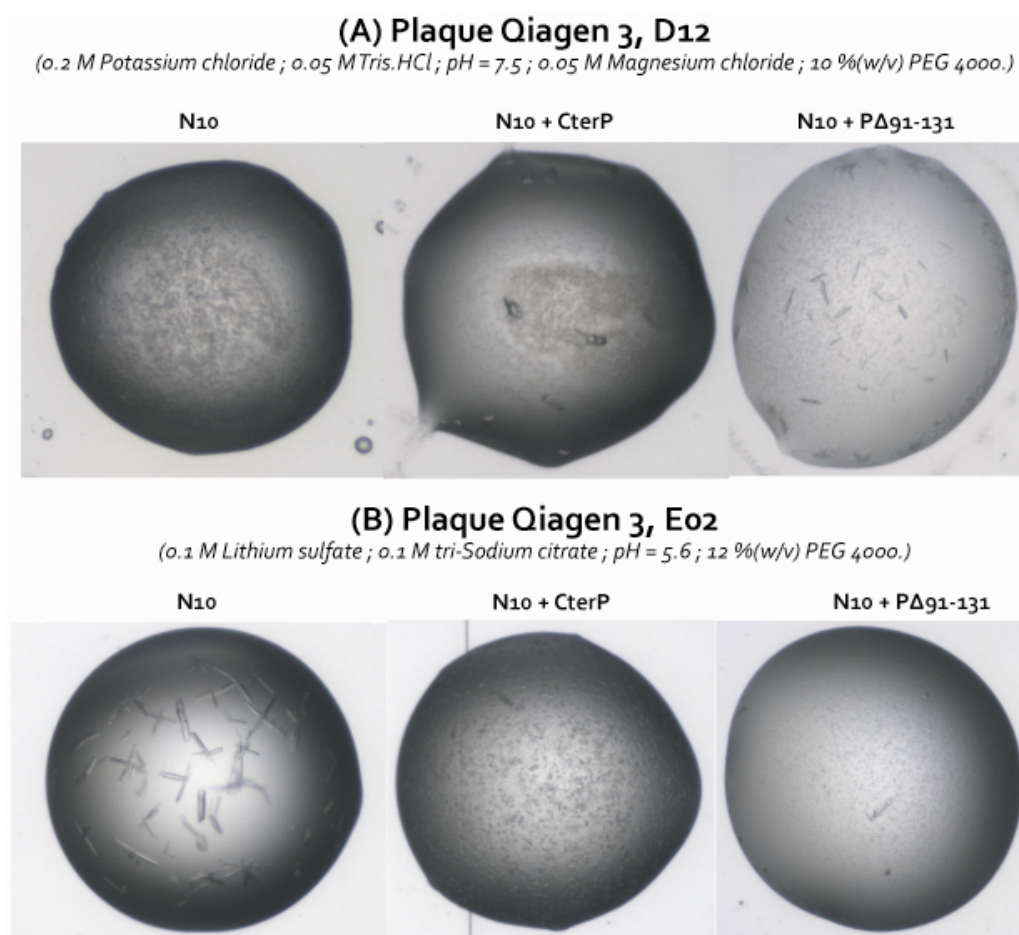 (A) Plaque Qiagen 3, D12
(0.2 M Potassium chloride ; 0.05 M Tris.HCl ; pH = 7.5 ; 0.05 M Magnesium chloride ; 10 %(w/v) PEG 4000.)
N10 N10 + CterP N10 + PΔ91-131
(B) Plaque Qiagen 3, E02
(0.1 M Lithium sulfate ; 0.1 M tri-Sodium citrate ; pH = 5.6 ; 12 %(w/v) PEG 4000.)
N10 N10 + CterP N10 + PΔ91-131